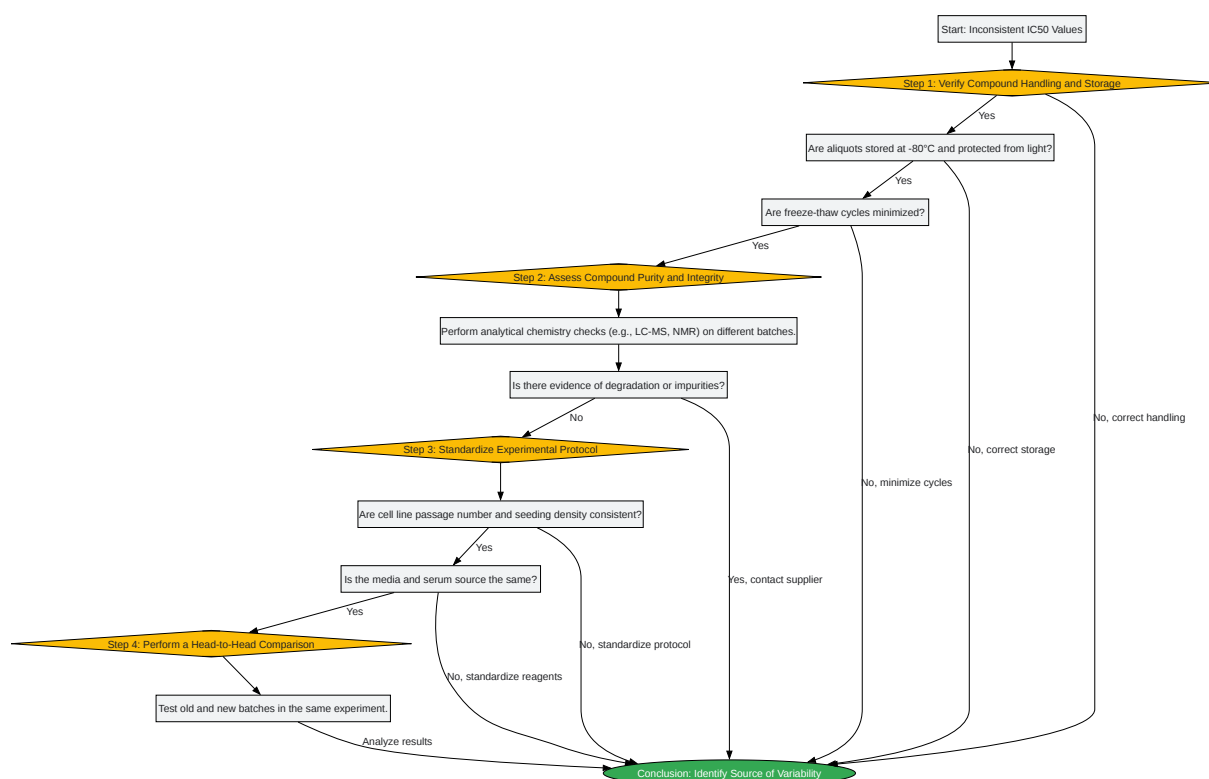 Start: Inconsistent IC50 Values
Step 1: Verify Compound Handling and Storage
Yes
Are aliquots stored at -80°C and protected from light?
Yes
Are freeze-thaw cycles minimized?
Yes
Step 2: Assess Compound Purity and Integrity
Perform analytical chemistry checks (e.g., LC-MS, NMR) on different batches.
Is there evidence of degradation or impurities?
No
No, correct handling
Step 3: Standardize Experimental Protocol
No, correct storage
No, minimize cycles
Are cell line passage number and seeding density consistent?
Yes
Is the media and serum source the same?
Yes, contact supplier
Yes
Step 4: Perform a Head-to-Head Comparison
No, standardize protocol
No, standardize reagents
Test old and new batches in the same experiment.
Analyze results
Conclusion: Identify Source of Variability